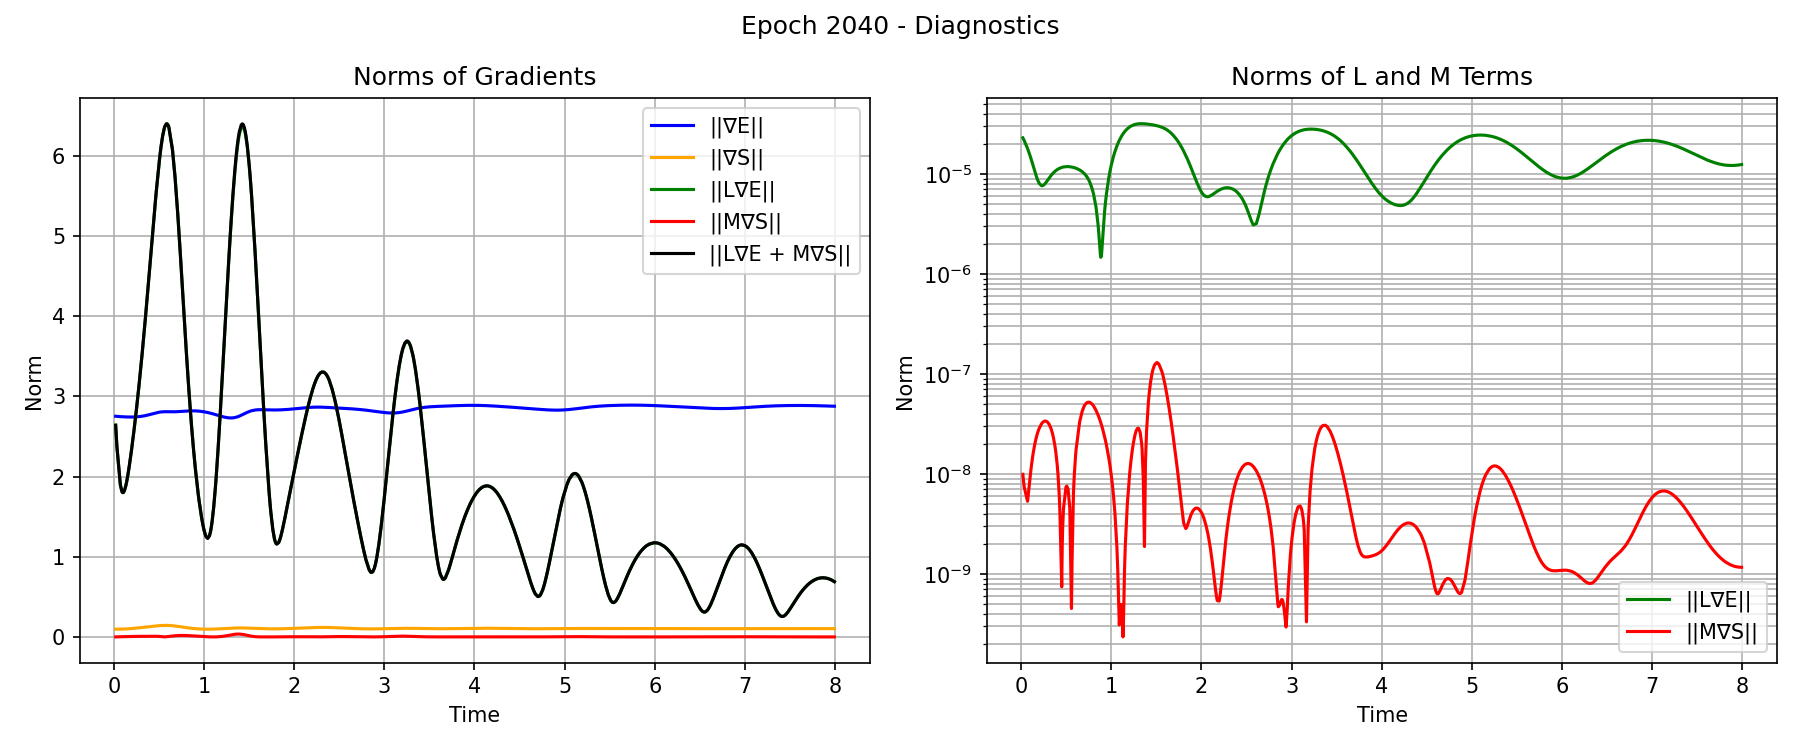 Epoch 2040 - Diagnostics
Norms of Gradients
Norm
6
5
4
3
2
1
0
||∇E||
||∇S||
||L∇E||
||M∇S||
||L∇E + M∇S||
0 1 2 3 4 5 6 7 8
Time
Norms of L and M Terms
Norm
10⁻⁵
10⁻⁶
10⁻⁷
10⁻⁸
10⁻⁹
||L∇E||
||M∇S||
0 1 2 3 4 5 6 7 8
Time